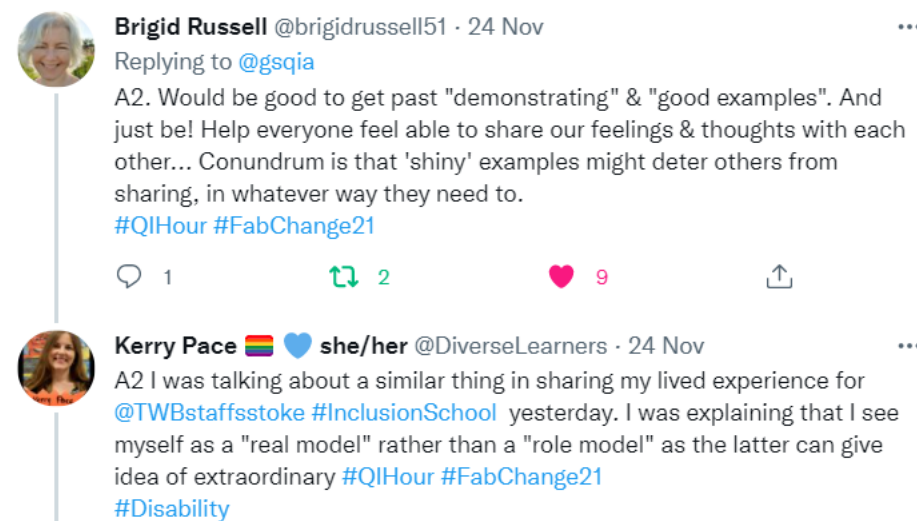 Brigid Russell @brigidrussell51 · 24 Nov
Replying to @gsqia
A2. Would be good to get past "demonstrating" & "good examples". And
just be! Help everyone feel able to share our feelings & thoughts with each
other... Conundrum is that 'shiny' examples might deter others from
sharing, in whatever way they need to.
#QIHour #FabChange21
1 2 9
Kerry Pace 🏳️‍🌈 💙 she/her @DiverseLearners · 24 Nov
A2 I was talking about a similar thing in sharing my lived experience for
@TWBstaffsstoke #InclusionSchool yesterday. I was explaining that I see
myself as a "real model" rather than a "role model" as the latter can give
idea of extraordinary #QIHour #FabChange21
#Disability